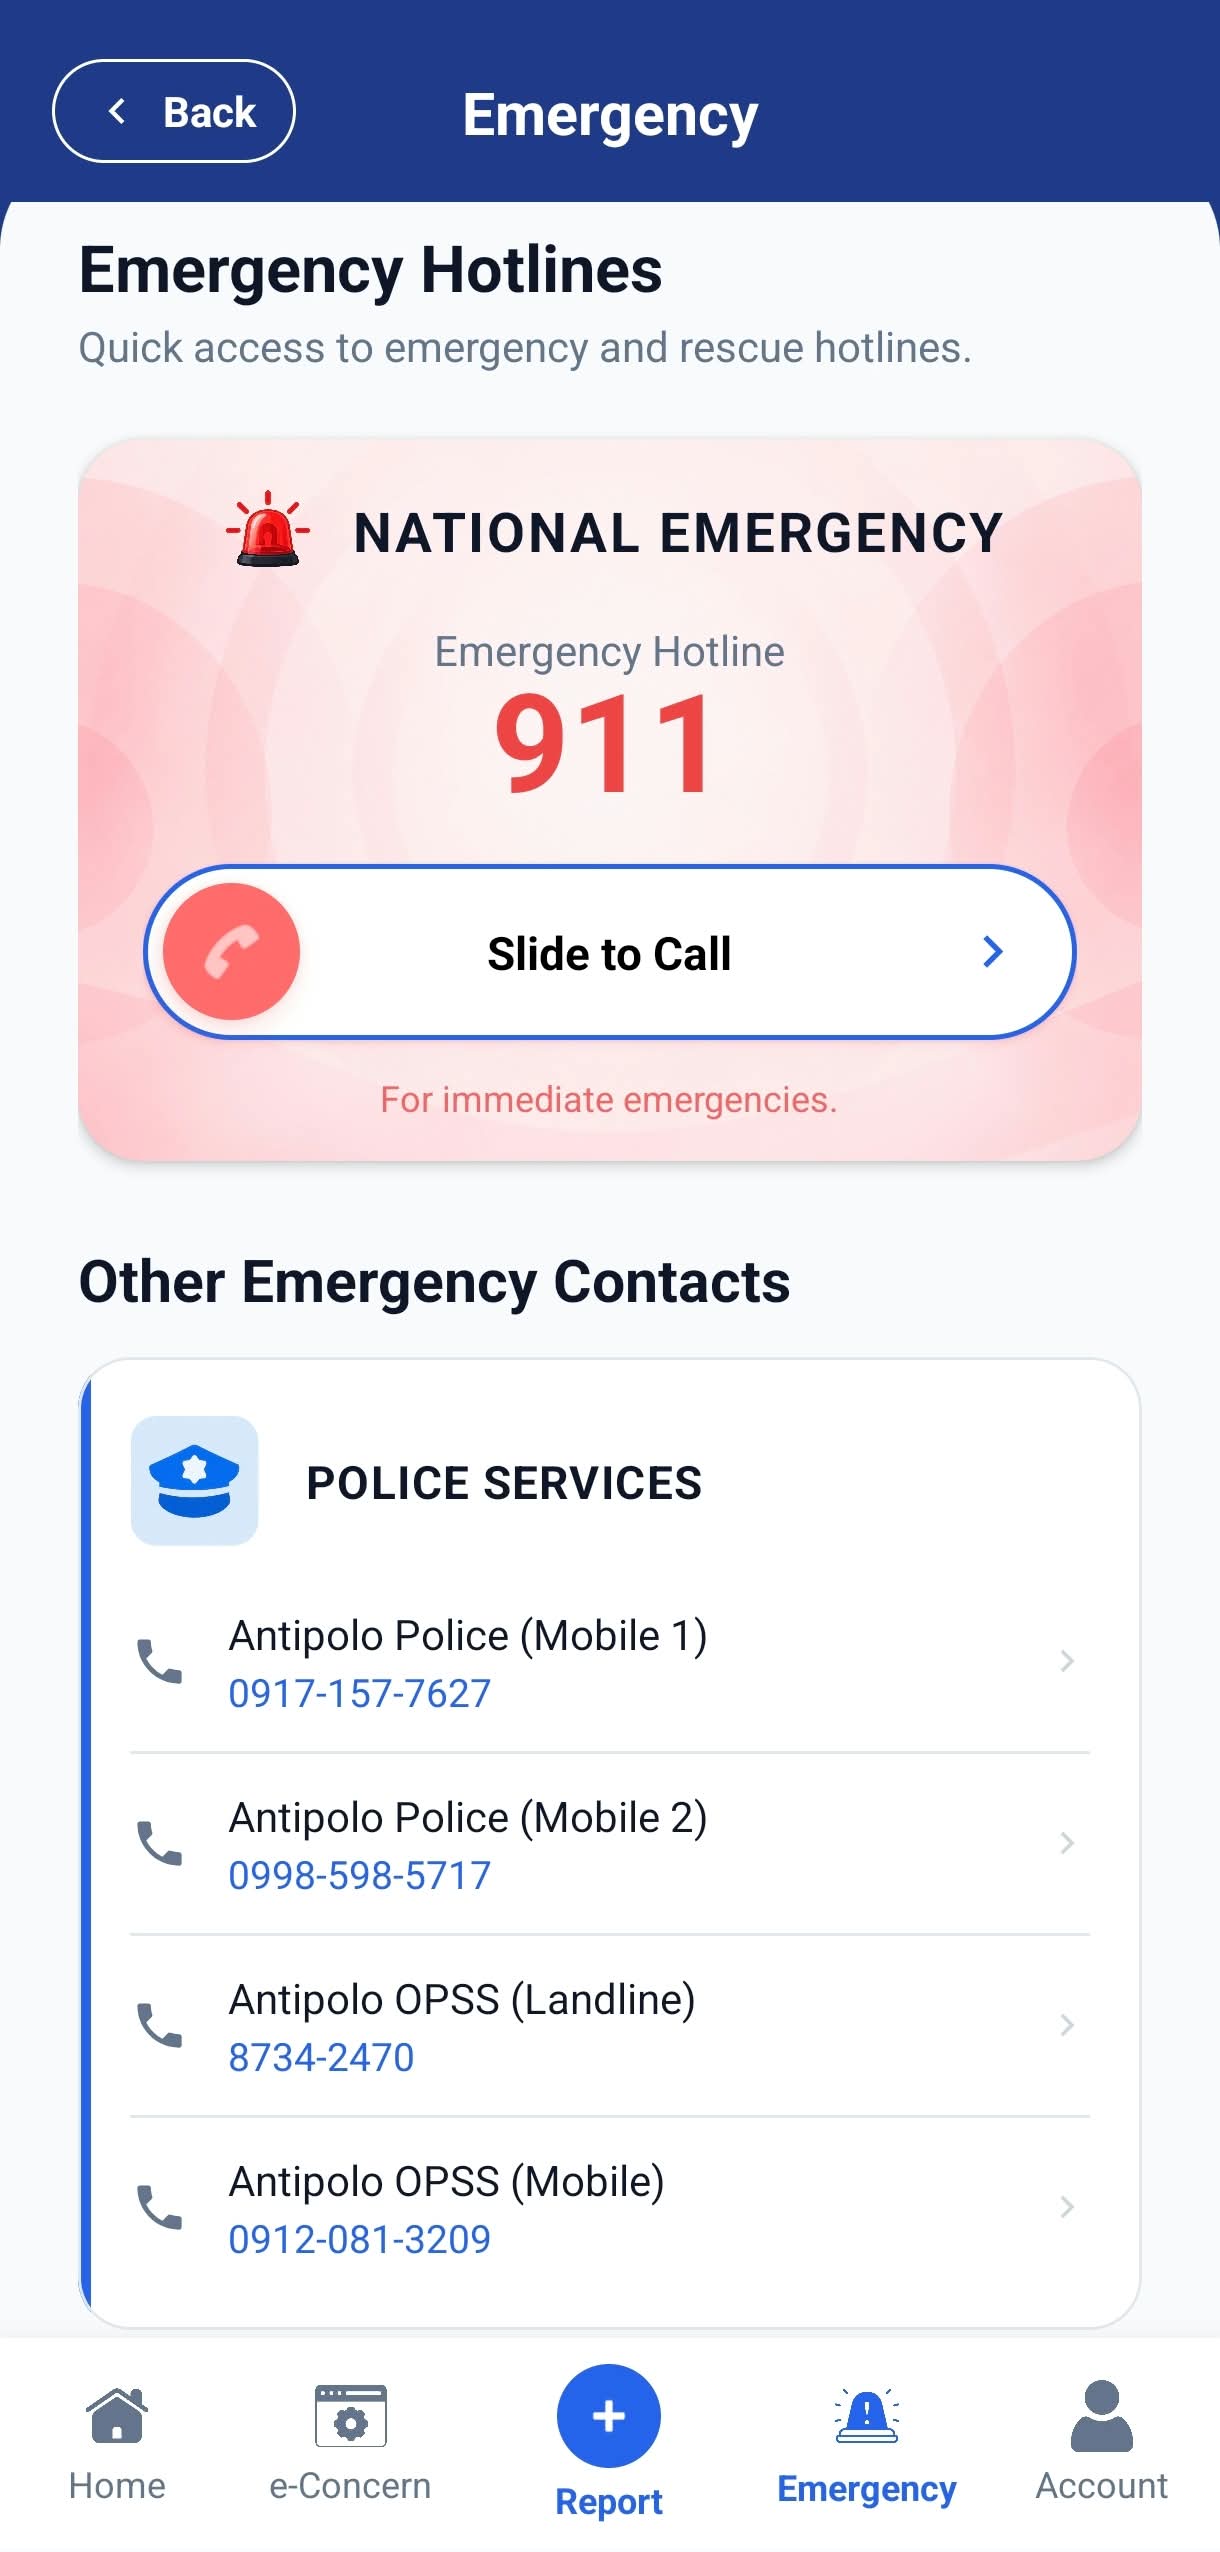 Back
Emergency
Emergency Hotlines
Quick access to emergency and rescue hotlines.
NATIONAL EMERGENCY
Emergency Hotline
911
Slide to Call
For immediate emergencies.
Other Emergency Contacts
POLICE SERVICES
Antipolo Police (Mobile 1)
0917-157-7627
Antipolo Police (Mobile 2)
0998-598-5717
Antipolo OPSS (Landline)
8734-2470
Antipolo OPSS (Mobile)
0912-081-3209
Home
e-Concern
Report
Emergency
Account